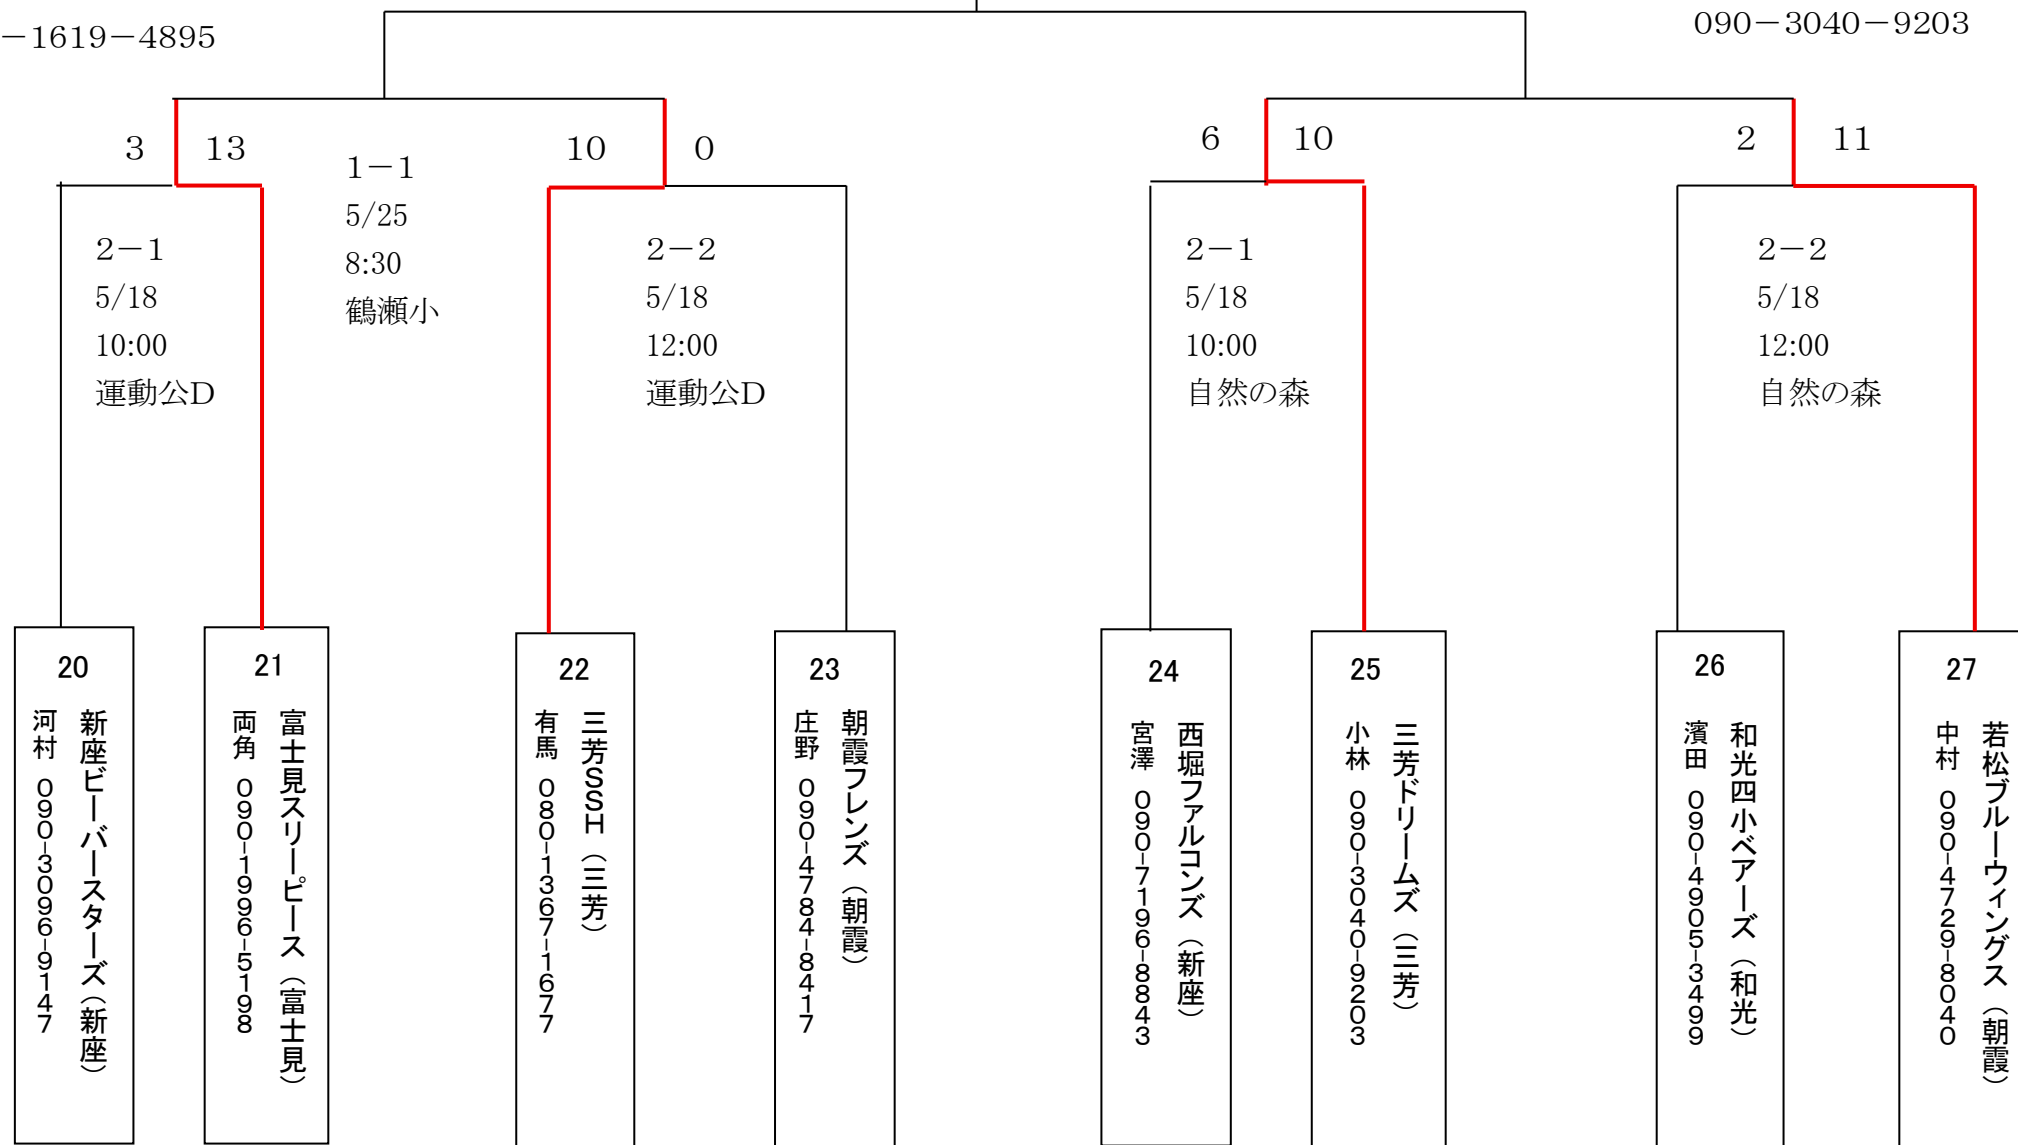 −1619−4895
090−3040−9203
3
13
10
0
6
10
2
11
1−1
5/25
8:30
鶴瀬小
2−1
5/18
10:00
運動公D
2−2
5/18
12:00
運動公D
2−1
5/18
10:00
自然の森
2−2
5/18
12:00
自然の森
20
新座ビーバースターズ（新座）
河村 090-3096-9147
21
富士見スリーピース（富士見）
両角 090-1996-5198
22
三芳SSH（三芳）
有馬 080-1367-1677
23
朝霞フレンズ（朝霞）
庄野 090-4784-8417
24
西堀ファルコンズ（新座）
宮澤 090-7196-8843
25
三芳ドリームズ（三芳）
小林 090-3040-9203
26
和光四小ベアーズ（和光）
濱田 090-4905-3499
27
若松ブルーウィングス（朝霞）
中村 090-4729-8040